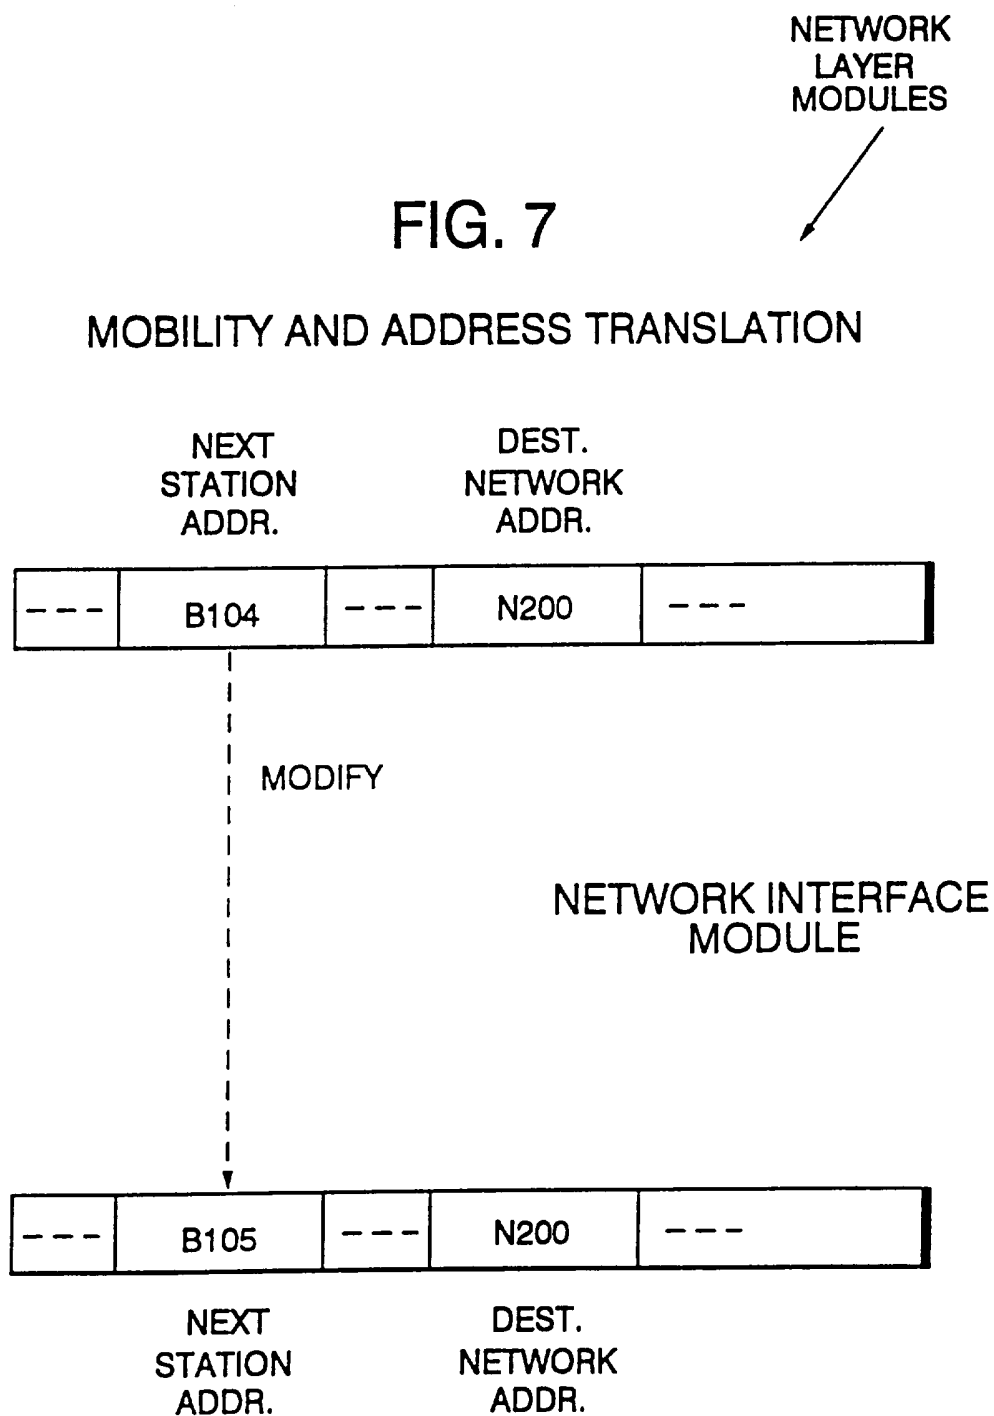 NETWORK
LAYER
MODULES
FIG. 7
MOBILITY AND ADDRESS TRANSLATION
NEXT
STATION
ADDR.
DEST.
NETWORK
ADDR.
--- B104 --- N200 ---
MODIFY
NETWORK INTERFACE
MODULE
--- B105 --- N200 ---
NEXT
STATION
ADDR.
DEST.
NETWORK
ADDR.